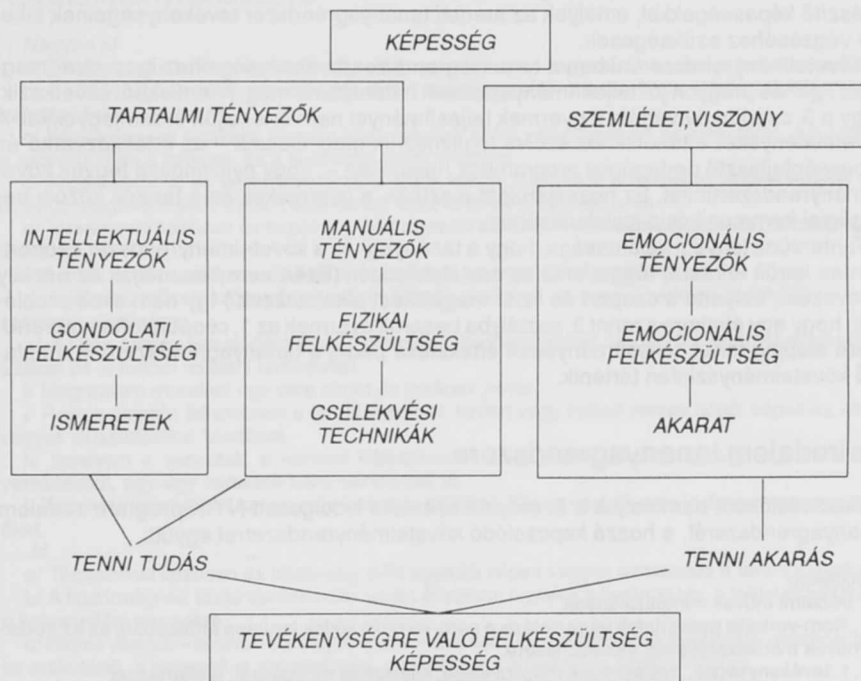 KÉPESSÉG
TARTALMI TÉNYEZŐK
SZEMLÉLET,VISZONY
INTELLEKTUÁLIS
TÉNYEZŐK
GONDOLATI
FELKÉSZÜLTSÉG
ISMERETEK
MANUÁLIS
TÉNYEZŐK
FIZIKAI
FELKÉSZÜLTSÉG
CSELEKVÉSI
TECHNIKÁK
EMOCIONÁLIS
TÉNYEZŐK
EMOCIONÁLIS
FELKÉSZÜLTSÉG
AKARAT
TENNI TUDÁS
TENNI AKARÁS
TEVÉKENYSÉGRE VALÓ FELKÉSZÜLTSÉG
KÉPESSÉG